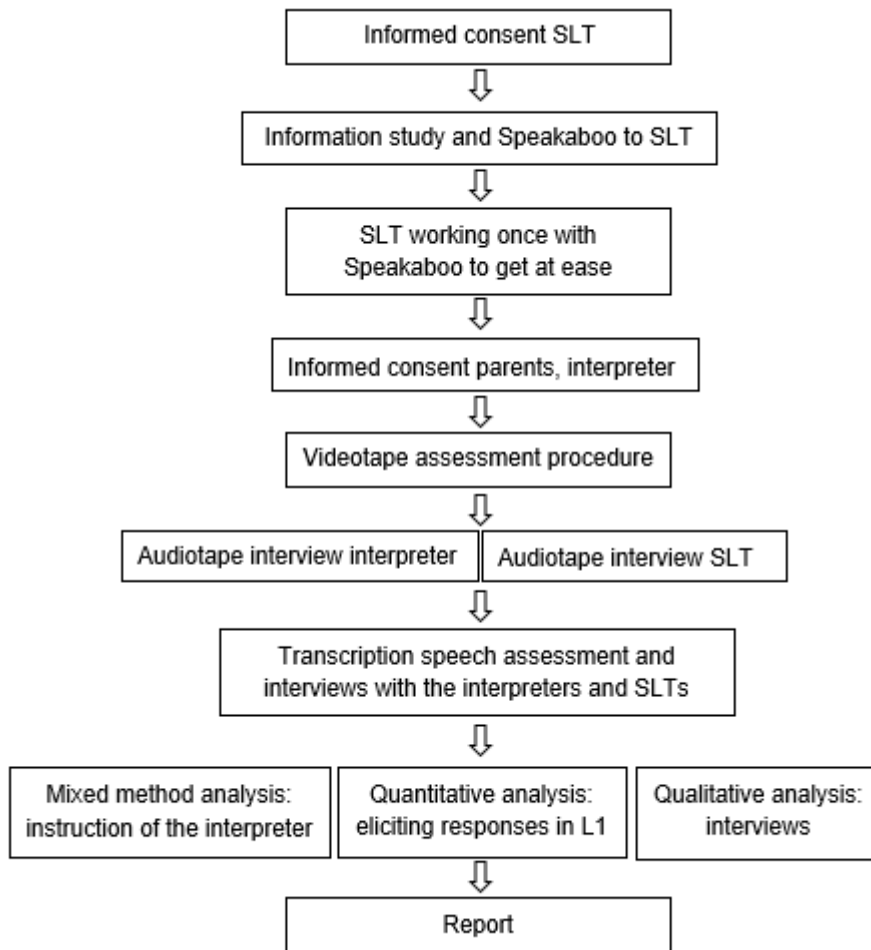 Informed consent SLT
Information study and Speakaboo to SLT
SLT working once with
Speakaboo to get at ease
Informed consent parents, interpreter
Videotape assessment procedure
Audiotape interview interpreter
Audiotape interview SLT
Transcription speech assessment and
interviews with the interpreters and SLTs
Mixed method analysis:
instruction of the interpreter
Quantitative analysis:
eliciting responses in L1
Qualitative analysis:
interviews
Report